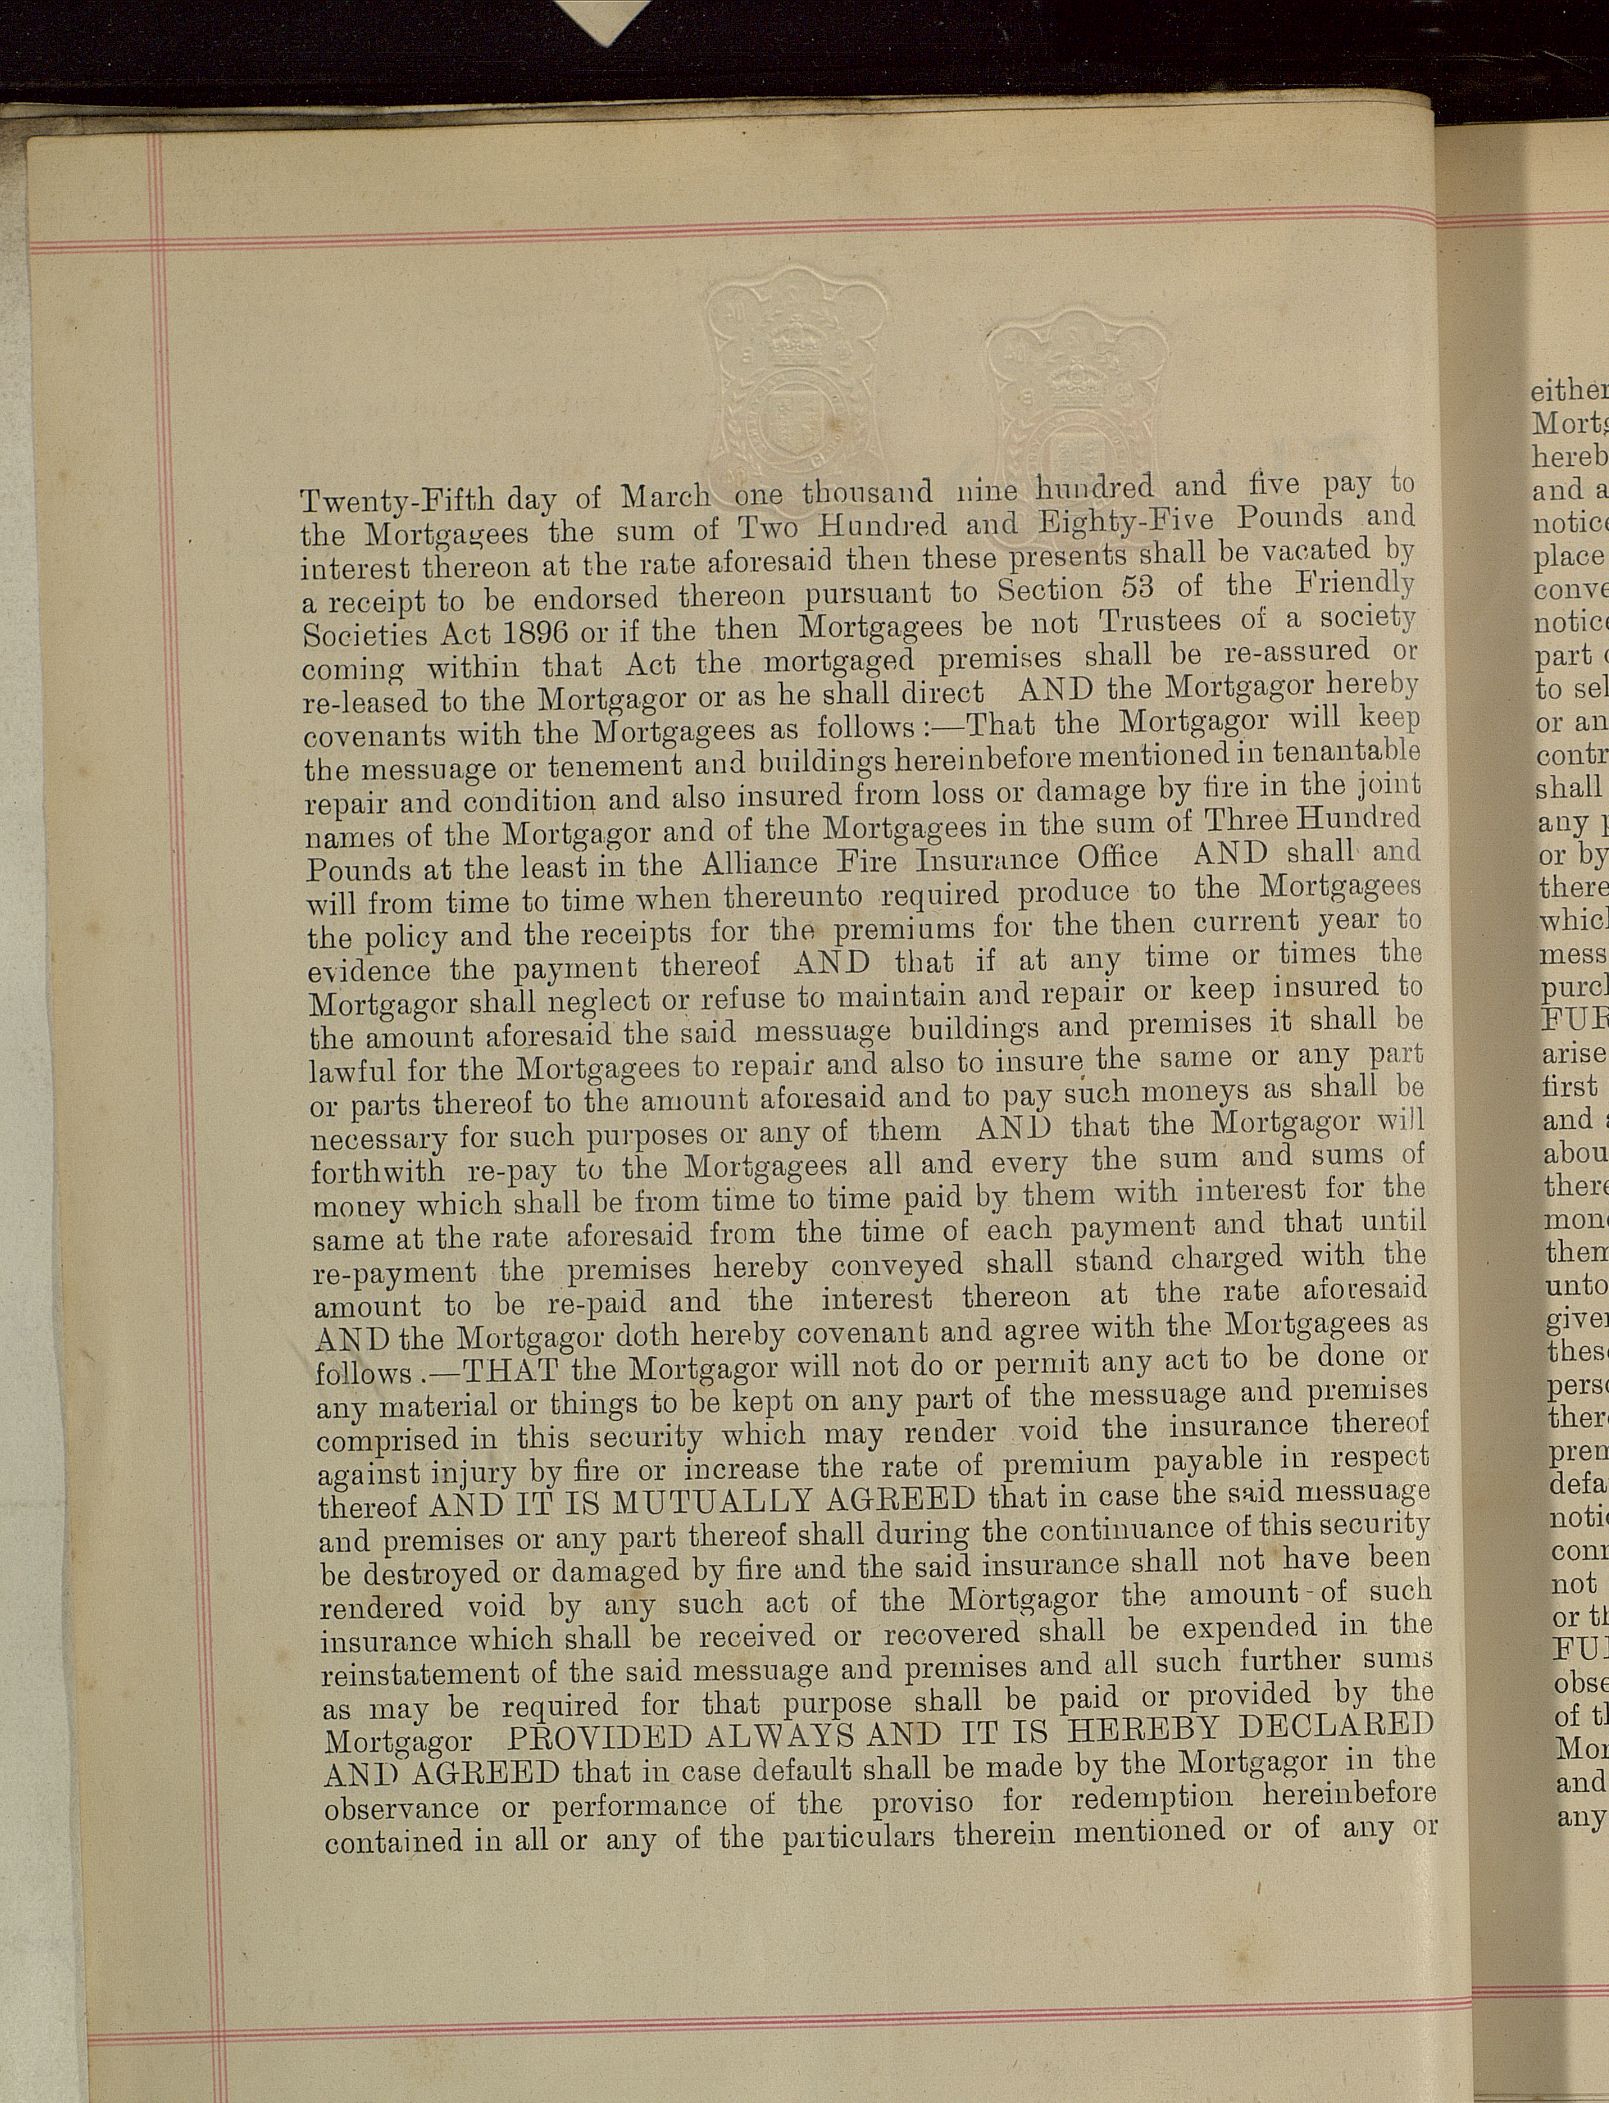 Twenty-Fifth day of March one thousand nine hundred and five pay to
the Mortgagees the sum of Two Hundred and Eighty-Five Pounds and
interest thereon at the rate aforesaid then these presents shall be vacated by
a receipt to be endorsed thereon pursuant to Section 53 of the Friendly
Societies Act 1896 or if the then Mortgagees be not Trustees of a society
coming within that Act the mortgaged premises shall be re-assured or
re-leased to the Mortgagor or as he shall direct AND the Mortgagor hereby
covenants with the Mortgagees as follows:—That the Mortgagor will keep
the messuage or tenement and buildings hereinbefore mentioned in tenantable
repair and condition and also insured from loss or damage by fire in the joint
names of the Mortgagor and of the Mortgagees in the sum of Three Hundred
Pounds at the least in the Alliance Fire Insurance Office AND shall and
will from time to time when thereunto required produce to the Mortgagees
the policy and the receipts for the premiums for the then current year to
evidence the payment thereof AND that if at any time or times the
Mortgagor shall neglect or refuse to maintain and repair or keep insured to
the amount aforesaid the said messuage buildings and premises it shall be
lawful for the Mortgagees to repair and also to insure the same or any part
or parts thereof to the amount aforesaid and to pay such moneys as shall be
necessary for such purposes or any of them AND that the Mortgagor will
forthwith re-pay to the Mortgagees all and every the sum and sums of
money which shall be from time to time paid by them with interest for the
same at the rate aforesaid from the time of each payment and that until
re-payment the premises hereby conveyed shall stand charged with the
amount to be re-paid and the interest thereon at the rate aforesaid
AND the Mortgagor doth hereby covenant and agree with the Mortgagees as
follows.—THAT the Mortgagor will not do or permit any act to be done or
any material or things to be kept on any part of the messuage and premises
comprised in this security which may render void the insurance thereof
against injury by fire or increase the rate of premium payable in respect
thereof AND IT IS MUTUALLY AGREED that in case the said messuage
and premises or any part thereof shall during the continuance of this security
be destroyed or damaged by fire and the said insurance shall not have been
rendered void by any such act of the Mortgagor the amount of such
insurance which shall be received or recovered shall be expended in the
reinstatement of the said messuage and premises and all such further sums
as may be required for that purpose shall be paid or provided by the
Mortgagor PROVIDED ALWAYS AND IT IS HEREBY DECLARED
AND AGREED that in case default shall be made by the Mortgagor in the
observance or performance of the proviso for redemption hereinbefore
contained in all or any of the particulars therein mentioned or of any or
either
and
notice
place
notice
part
or
shall
any
or by
first
and
unto
these
not
or
of
and
any